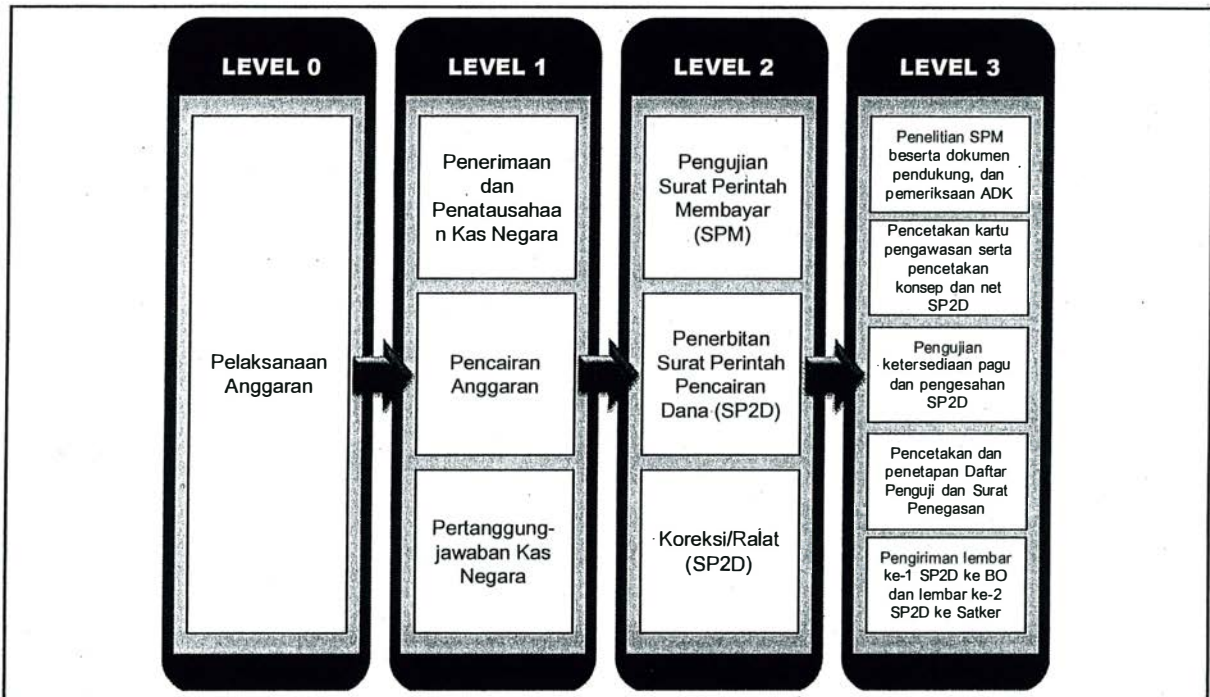 LEVEL 0
Pelaksanaan
Anggaran
LEVEL 1
Penerimaan
dan
Penatausahaa
n Kas Negara
Pencairan
Anggaran
Pertanggung-
jawaban Kas
Negara
LEVEL 2
Pengujian
Surat Perintah
Membayar
(SPM)
Penerbitan
Surat Perintah
Pencairan
Dana (SP2D)
Koreksi/Ralat
(SP2D)
LEVEL 3
Penelitian SPM
beserta dokumen
pendukung, dan
pemeriksaan ADK
Pencetakan kartu
pengawasan serta
pencetakan
konsep dan net
SP2D
Pengujian
ketersediaan pagu
dan pengesahan
SP2D
Pencetakan dan
penetapan Daftar
Penguji dan Surat
Penegasan
Pengiriman lembar
ke-1 SP2D ke BO
dan lembar ke-2
SP2D ke Satker